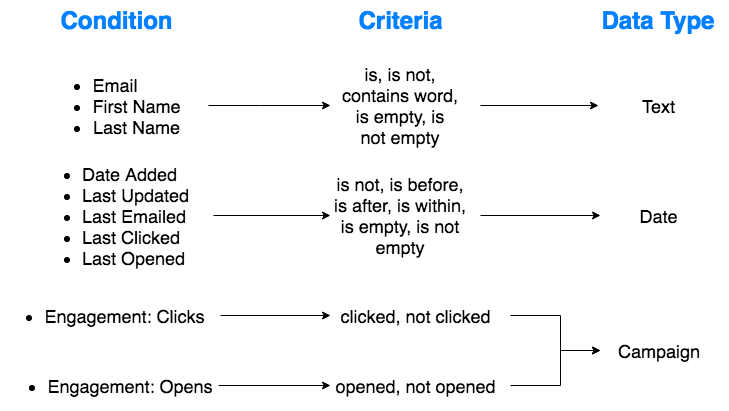 Condition Criteria Data Type
• Email
• First Name
• Last Name
is, is not,
contains word,
is empty, is
not empty
Text
• Date Added
• Last Updated
• Last Emailed
• Last Clicked
• Last Opened
is not, is before,
is after, is within,
is empty, is not
empty
Date
• Engagement: Clicks
clicked, not clicked
• Engagement: Opens
opened, not opened
Campaign